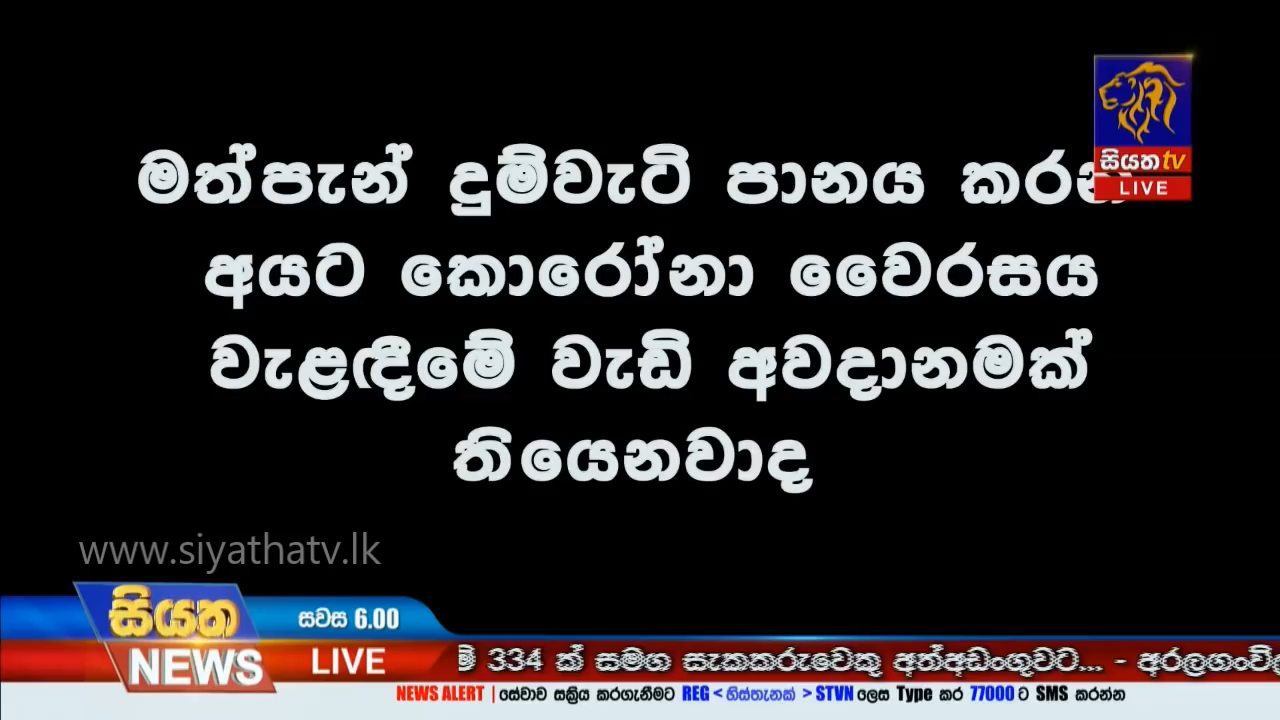 සියත tv
LIVE
මත්පැන් දුම්වැටි පානය කරන
අයට කොරෝනා වෛරසය
වැළඳීමේ වැඩි අවදානමක්
තියෙනවාද
www.siyathatv.lk
සියත
NEWS
සවස 6.00
LIVE
මි 334 ක් සමග සැකකරුවෙකු අත්අඩංගුවට... - අරලගංවිල
NEWS ALERT | සේවාව සක්‍රිය කරගැනීමට REG < හිස්තැනක් > STVN ලෙස Type කර 77000 ට SMS කරන්න